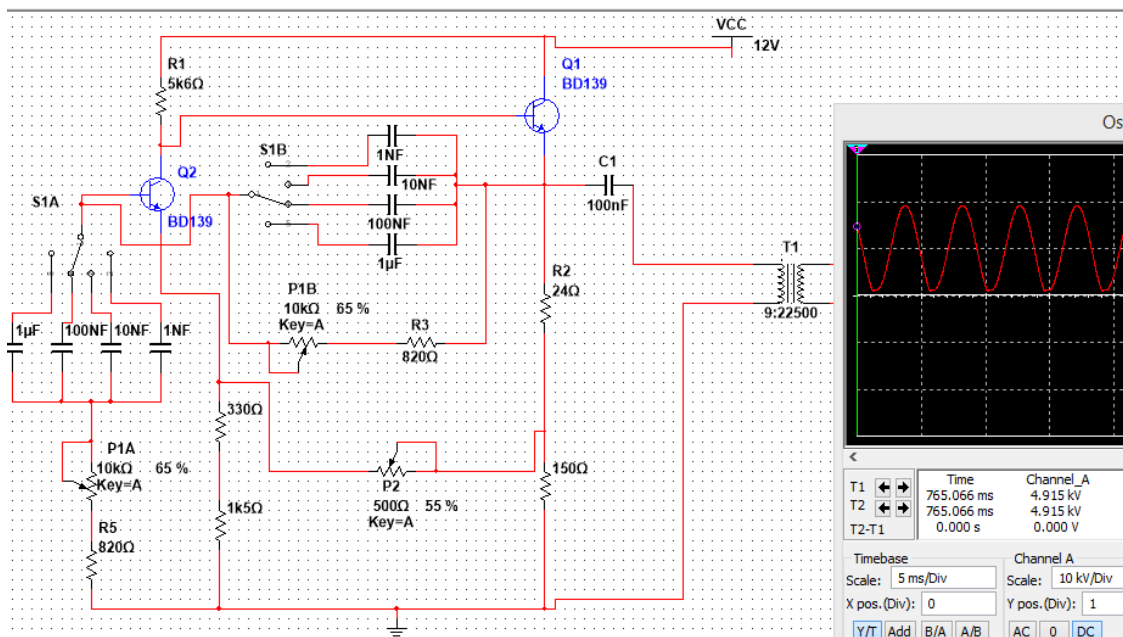 VCC
12V
R1
5k6Ω
Q1
BD139
Os
1NF
S1B
C1
Q2
10NF
100nF
S1A
BD139
100NF
T1
1µF
R2
24Ω
P1B
10kΩ 65 %
Key=A
R3
9:22500
1µF
100NF
10NF
1NF
820Ω
330Ω
P1A
10kΩ 65 %
Key=A
150Ω
P2
500Ω 55 %
Key=A
1k5Ω
R5
820Ω
Time Channel_A
T1 765.066 ms 4.915 kV
T2 765.066 ms 4.915 kV
T2-T1 0.000 s 0.000 V
Timebase Channel A
Scale: 5 ms/Div Scale: 10 kV/Div
X pos.(Div): 0 Y pos.(Div): 1
Y/T Add B/A A/B AC 0 DC